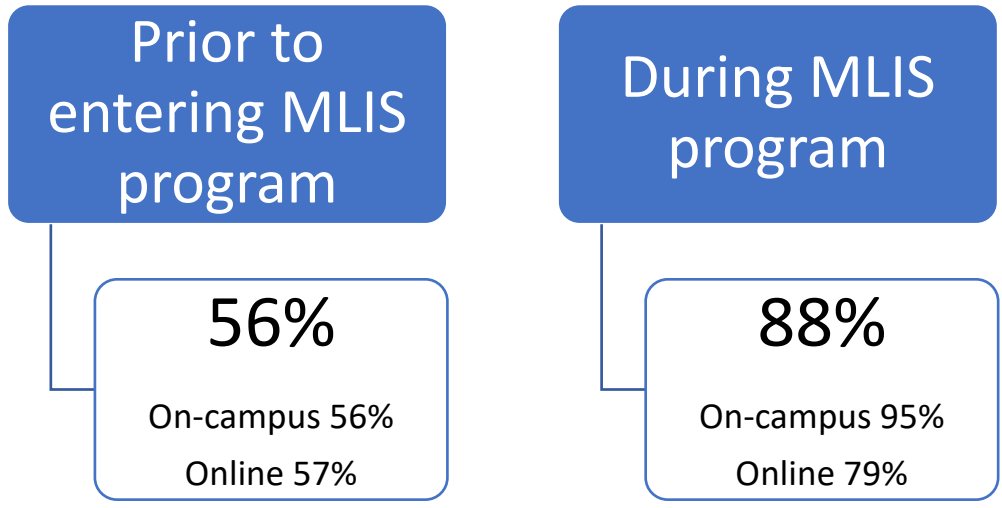 Prior to
entering MLIS
program
56%
On-campus 56%
Online 57%
During MLIS
program
88%
On-campus 95%
Online 79%